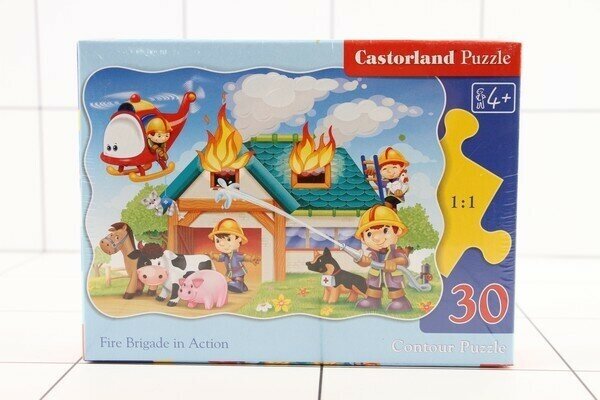 Castorland Puzzle
4+
1:1
30
Fire Brigade in Action
Contour Puzzle